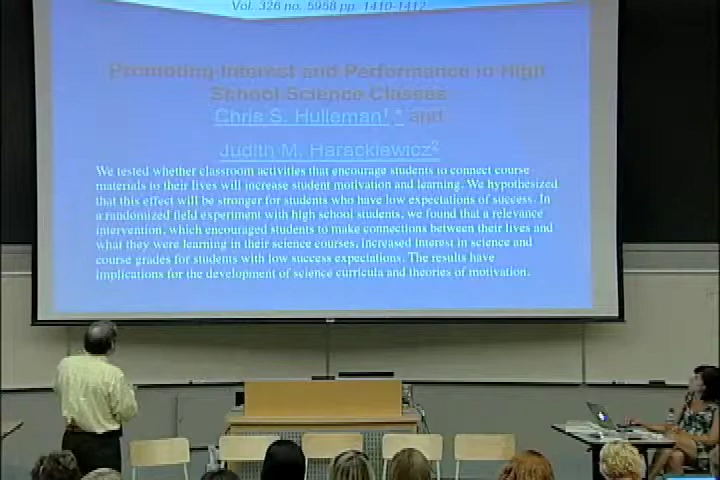 Vol. 326 no. 5958 pp. 1410-1412
Promoting Interest and Performance in High
School Science Classes
Chris S. Hulleman1,* and
Judith M. Harackiewicz2
We tested whether classroom activities that encourage students to connect course
materials to their lives will increase student motivation and learning. We hypothesized
that this effect will be stronger for students who have low expectations of success. In
a randomized field experiment with high school students, we found that a relevance
intervention, which encouraged students to make connections between their lives and
what they were learning in their science courses, increased interest in science and
course grades for students with low success expectations. The results have
implications for the development of science curricula and theories of motivation.